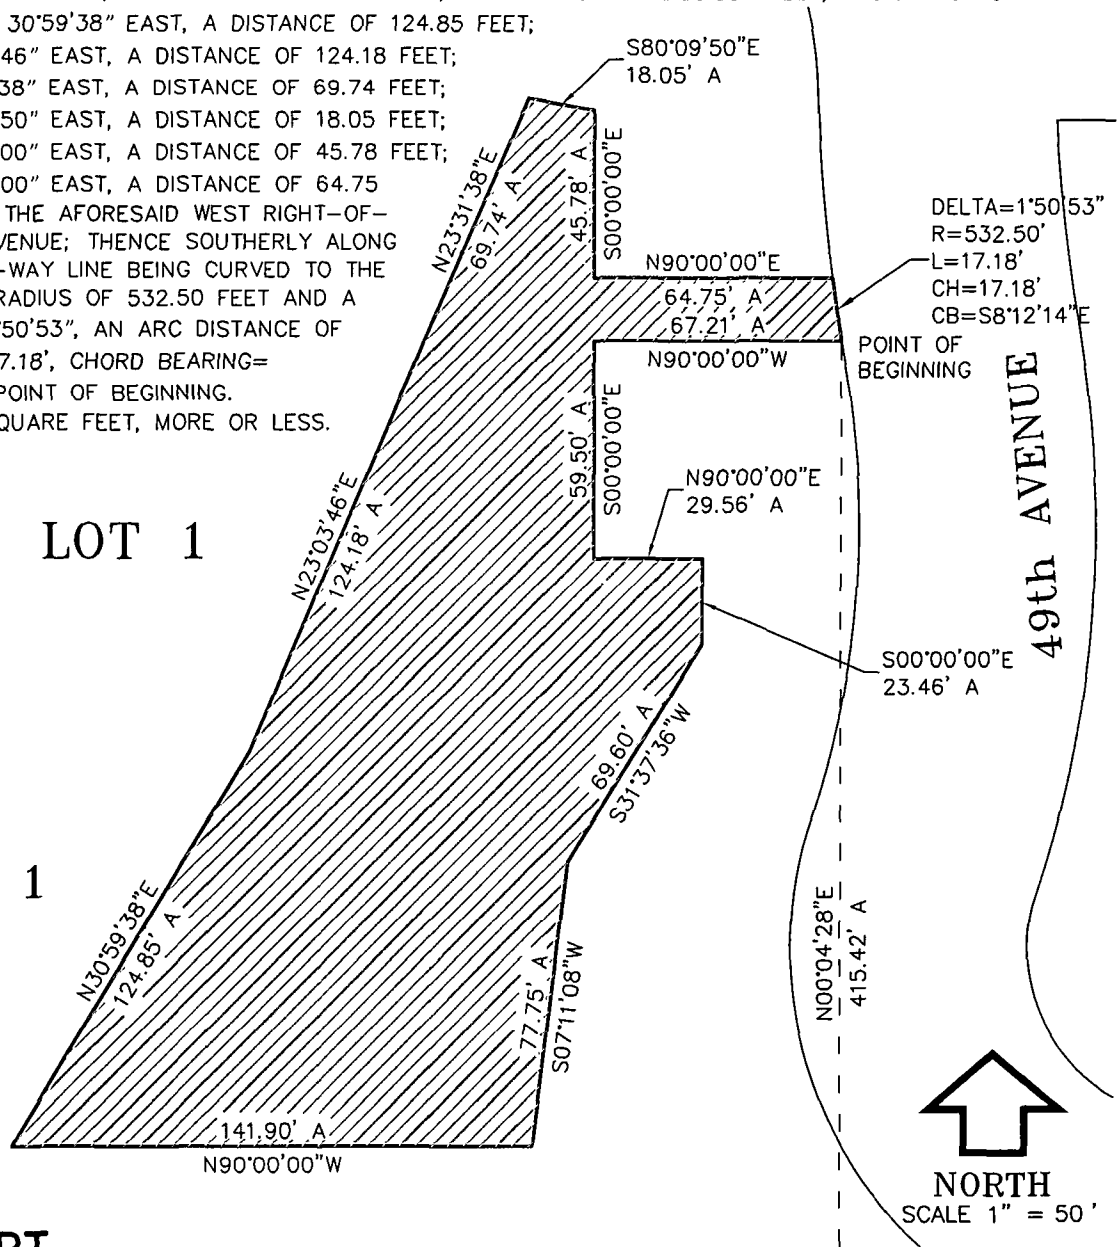 30°59'38" EAST, A DISTANCE OF 124.85 FEET;
46" EAST, A DISTANCE OF 124.18 FEET;
38" EAST, A DISTANCE OF 69.74 FEET;
50" EAST, A DISTANCE OF 18.05 FEET;
00" EAST, A DISTANCE OF 45.78 FEET;
00" EAST, A DISTANCE OF 64.75
THE AFORESAID WEST RIGHT-OF-
VENUE; THENCE SOUTHERLY ALONG
-WAY LINE BEING CURVED TO THE
RADIUS OF 532.50 FEET AND A
50'53", AN ARC DISTANCE OF
7.18', CHORD BEARING=
POINT OF BEGINNING.
QUARE FEET, MORE OR LESS.
S80°09'50"E
18.05' A
N23°31'38"E
69.74' A
45.78' A
S00°00'00"E
DELTA=1°50'53"
R=532.50'
L=17.18'
CH=17.18'
CB=S8°12'14"E
N90°00'00"E
64.75' A
67.21' A
N90°00'00"W
POINT OF
BEGINNING
59.50' A
S00°00'00"E
N90°00'00"E
29.56' A
49th AVENUE
N23°03'46"E
124.18' A
LOT 1
S00°00'00"E
23.46' A
69.60' A
S31°37'36"W
1
N30°59'38"E
124.85' A
77.75' A
S07°11'08"W
N00°04'28"E
415.42' A
141.90' A
N90°00'00"W
NORTH
SCALE 1" = 50'